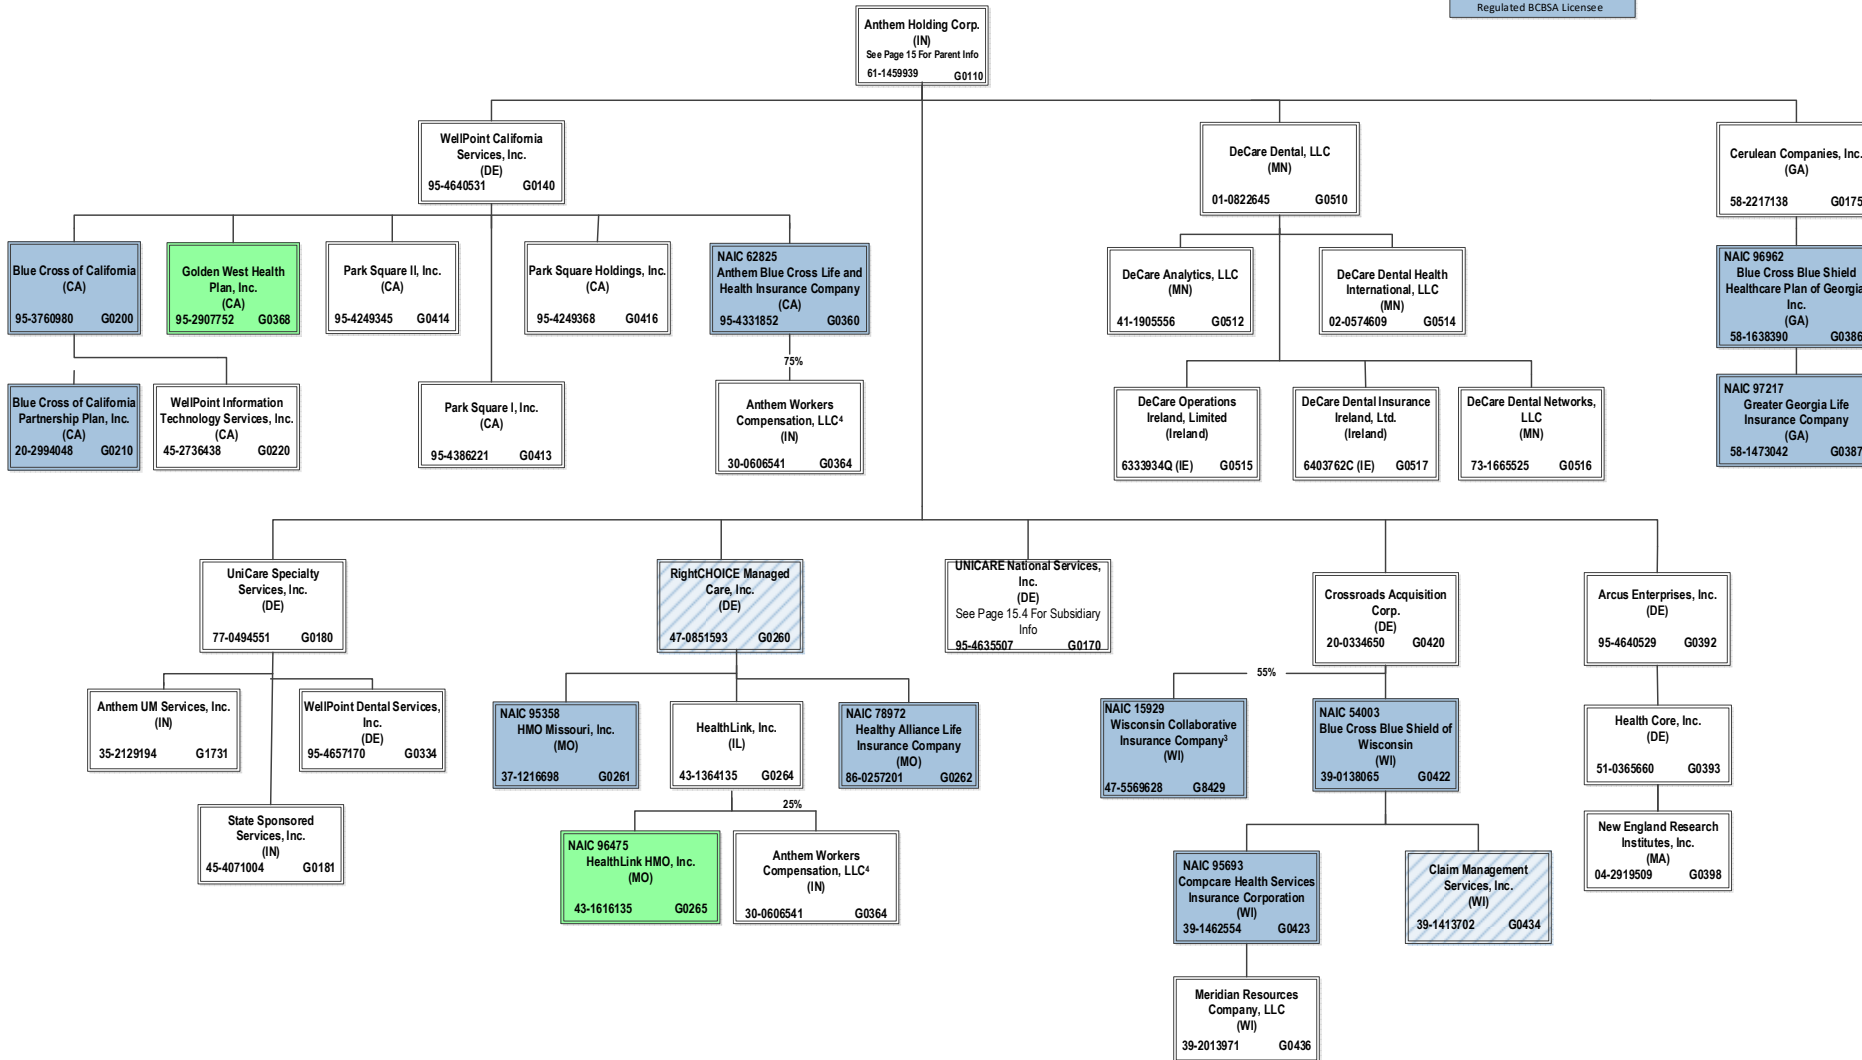 Regulated BCBSA Licensee
Anthem Holding Corp.
(IN)
See Page 15 For Parent Info
61-1459939 G0110
WellPoint California
Services, Inc.
(DE)
95-4640531 G0140
DeCare Dental, LLC
(MN)
01-0822645 G0510
Cerulean Companies, Inc.
(GA)
58-2217138 G0175
Blue Cross of California
(CA)
95-3760980 G0200
Golden West Health
Plan, Inc.
(CA)
95-2907752 G0368
Park Square II, Inc.
(CA)
95-4249345 G0414
Park Square Holdings, Inc.
(CA)
95-4249368 G0416
NAIC 62825
Anthem Blue Cross Life and
Health Insurance Company
(CA)
95-4331852 G0360
DeCare Analytics, LLC
(MN)
41-1905556 G0512
DeCare Dental Health
International, LLC
(MN)
02-0574609 G0514
NAIC 96962
Blue Cross Blue Shield
Healthcare Plan of Georgia
Inc.
(GA)
58-1638390 G0386
75%
Blue Cross of California
Partnership Plan, Inc.
(CA)
20-2994048 G0210
WellPoint Information
Technology Services, Inc.
(CA)
45-2736438 G0220
Park Square I, Inc.
(CA)
95-4386221 G0413
Anthem Workers
Compensation, LLC⁴
(IN)
30-0606541 G0364
DeCare Operations
Ireland, Limited
(Ireland)
6333934Q (IE) G0515
DeCare Dental Insurance
Ireland, Ltd.
(Ireland)
6403762C (IE) G0517
DeCare Dental Networks,
LLC
(MN)
73-1665525 G0516
NAIC 97217
Greater Georgia Life
Insurance Company
(GA)
58-1473042 G0387
UniCare Specialty
Services, Inc.
(DE)
77-0494551 G0180
RightCHOICE Managed
Care, Inc.
(DE)
47-0851593 G0260
UNICARE National Services,
Inc.
(DE)
See Page 15.4 For Subsidiary
Info
95-4635507 G0170
Crossroads Acquisition
Corp.
(DE)
20-0334650 G0420
Arcus Enterprises, Inc.
(DE)
95-4640529 G0392
55%
Anthem UM Services, Inc.
(IN)
35-2129194 G1731
WellPoint Dental Services,
Inc.
(DE)
95-4657170 G0334
NAIC 95358
HMO Missouri, Inc.
(MO)
37-1216698 G0261
HealthLink, Inc.
(IL)
43-1364135 G0264
NAIC 78972
Healthy Alliance Life
Insurance Company
(MO)
86-0257201 G0262
NAIC 15929
Wisconsin Collaborative
Insurance Company³
(WI)
47-5569628 G8429
NAIC 54003
Blue Cross Blue Shield of
Wisconsin
(WI)
39-0138065 G0422
Health Core, Inc.
(DE)
51-0365660 G0393
25%
State Sponsored
Services, Inc.
(IN)
45-4071004 G0181
NAIC 96475
HealthLink HMO, Inc.
(MO)
43-1616135 G0265
Anthem Workers
Compensation, LLC⁴
(IN)
30-0606541 G0364
NAIC 95693
Compcare Health Services
Insurance Corporation
(WI)
39-1462554 G0423
Claim Management
Services, Inc.
(WI)
39-1413702 G0434
New England Research
Institutes, Inc.
(MA)
04-2919509 G0398
Meridian Resources
Company, LLC
(WI)
39-2013971 G0436